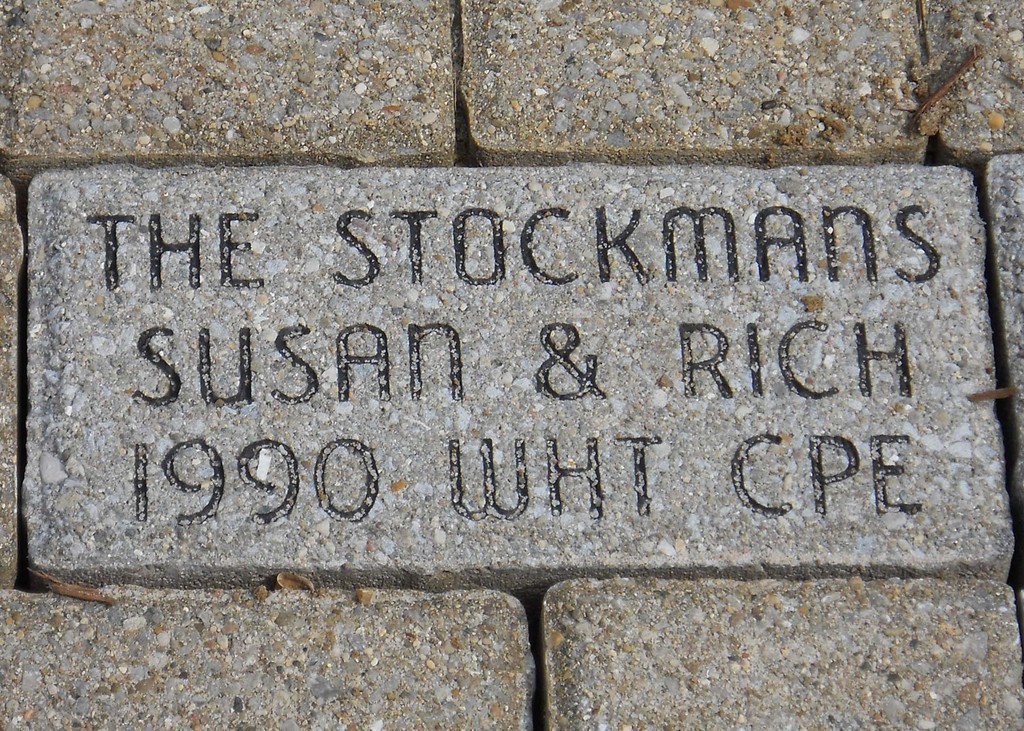 THE STOCKMANS
SUSAN & RICH
1990 WHT CPE